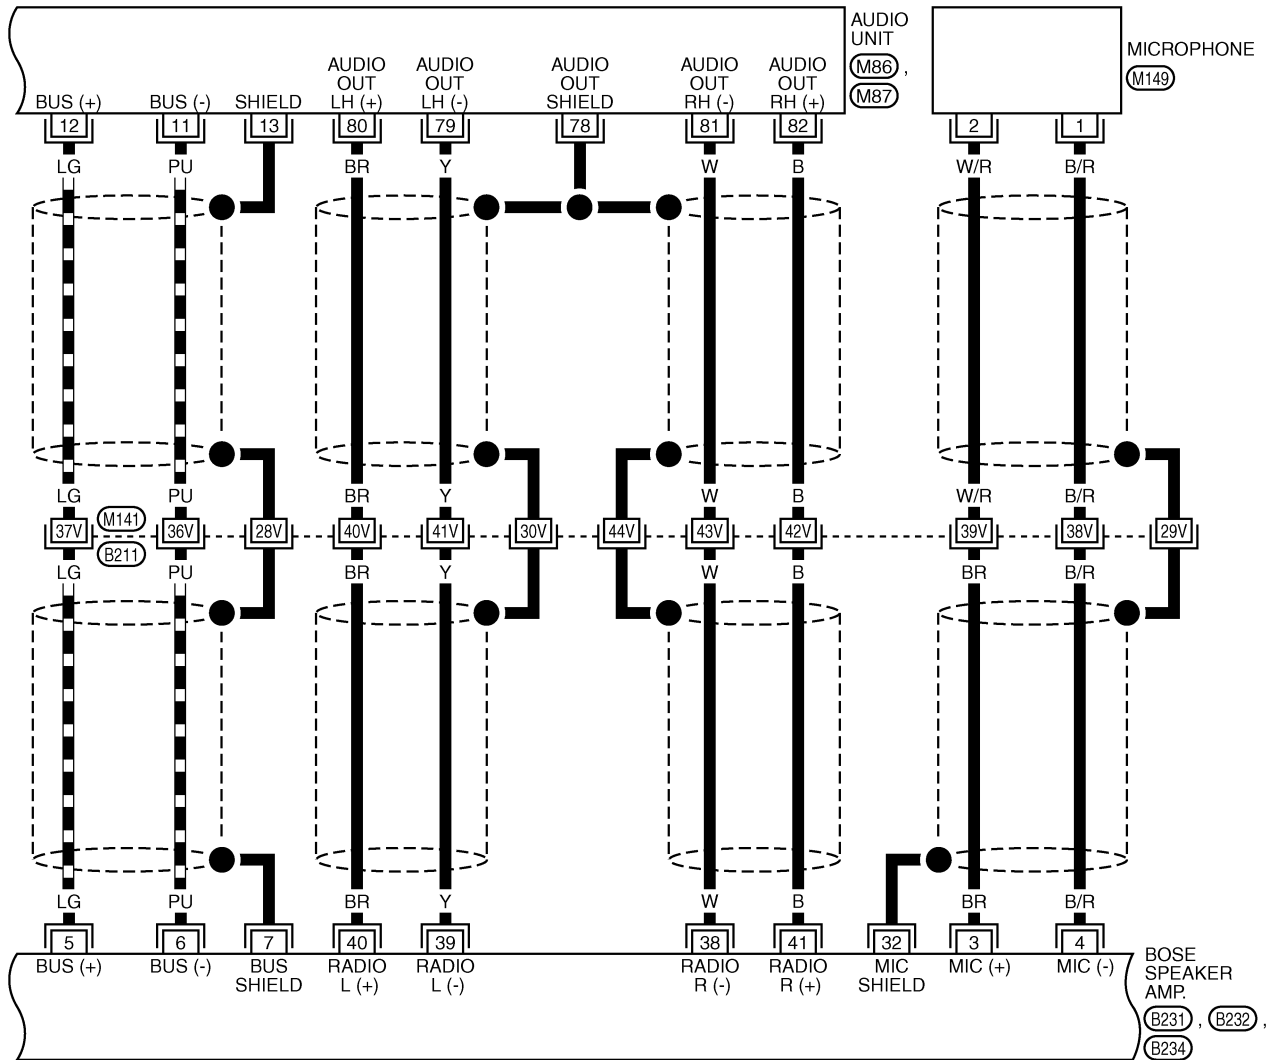 AUDIO
UNIT
M86 ,
M87
MICROPHONE
M149
BUS (+)
BUS (-)
SHIELD
AUDIO
OUT
LH (+)
AUDIO
OUT
LH (-)
AUDIO
OUT
SHIELD
AUDIO
OUT
RH (-)
AUDIO
OUT
RH (+)
12 11 13 80 79 78 81 82 2 1
LG PU BR Y W B W/R B/R
LG PU BR Y W B W/R B/R
M141
37V 36V 28V 40V 41V 30V 44V 43V 42V 39V 38V 29V
B211
LG PU BR Y W B BR B/R
LG PU BR Y W B BR B/R
5 6 7 40 39 38 41 32 3 4
BUS (+)
BUS (-)
BUS
SHIELD
RADIO
L (+)
RADIO
L (-)
RADIO
R (-)
RADIO
R (+)
MIC
SHIELD
MIC (+)
MIC (-)
BOSE
SPEAKER
AMP.
B231 , B232 ,
B234